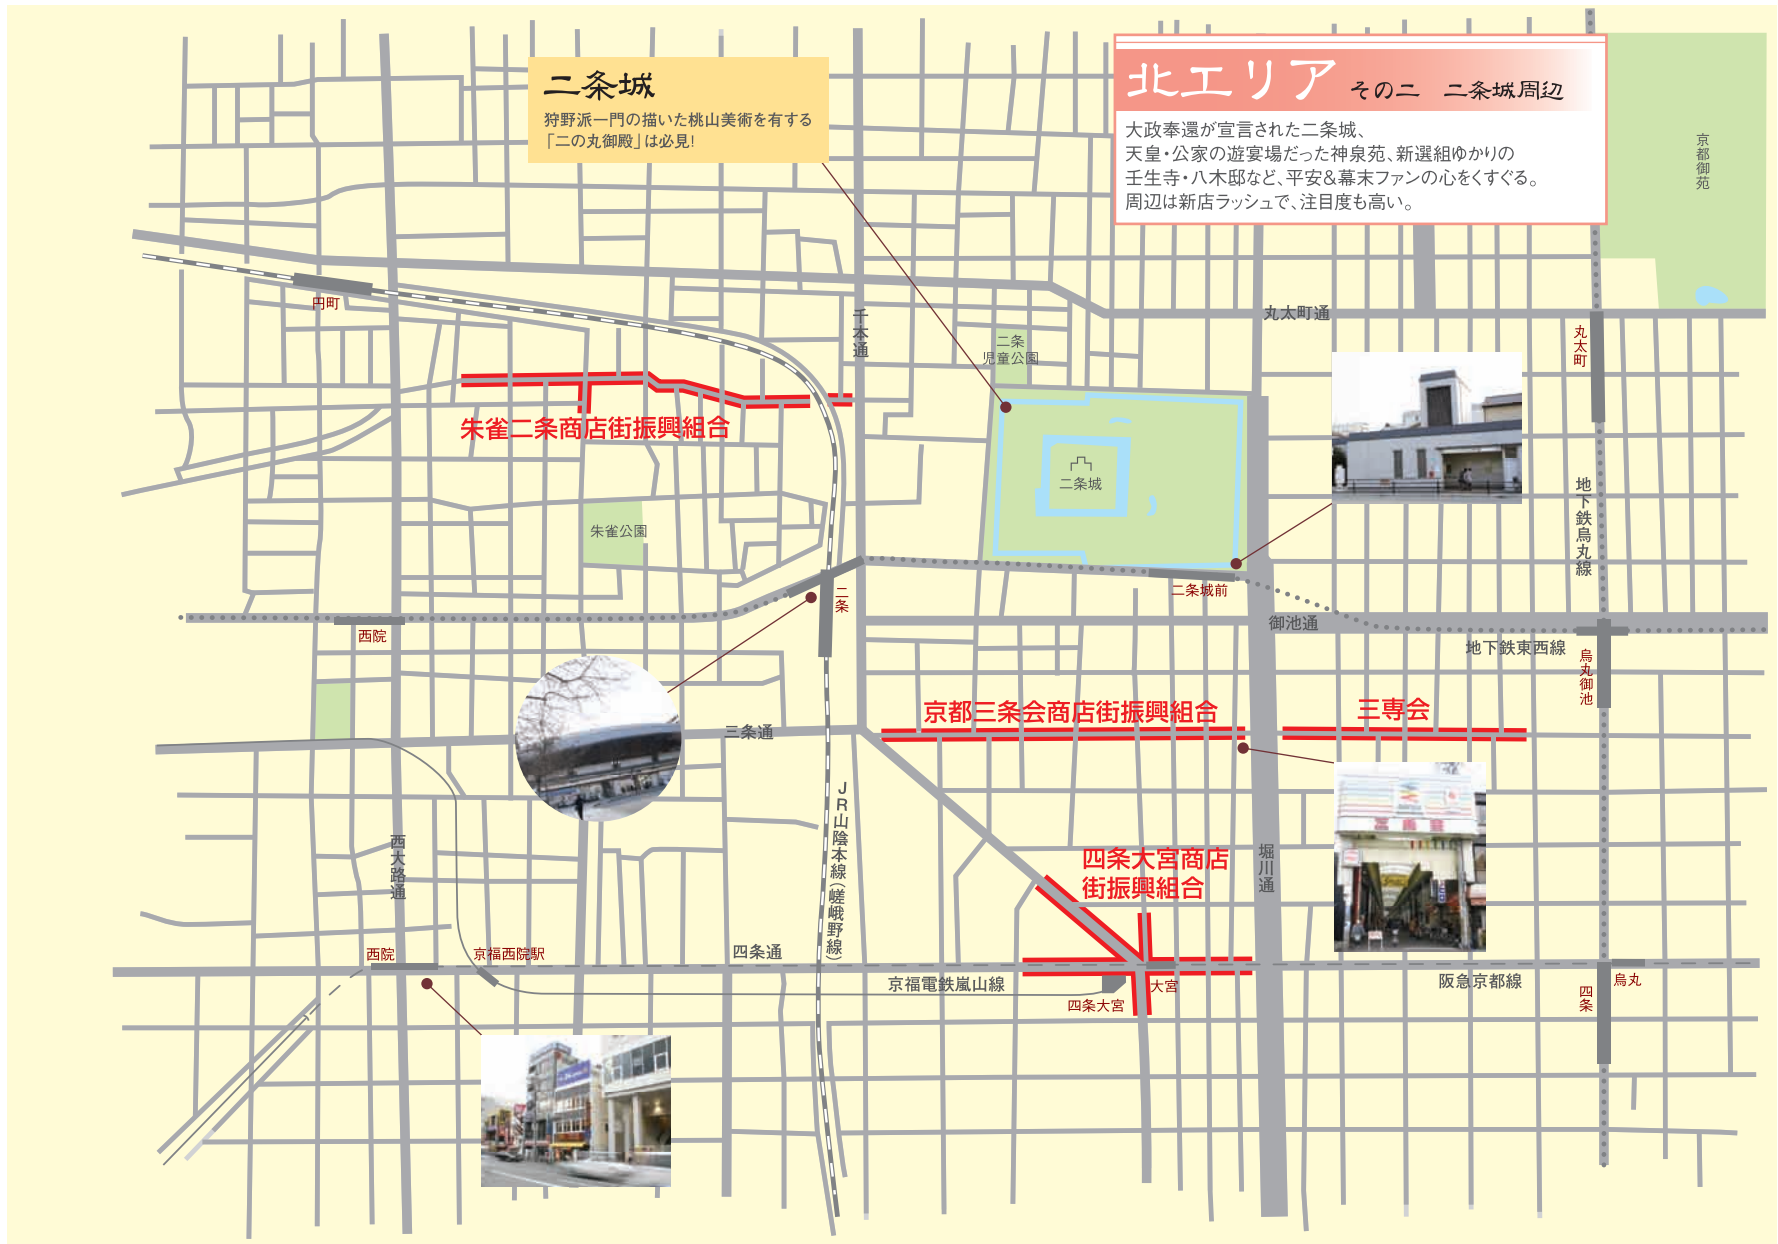 二条城
狩野派一門の描いた桃山美術を有する
「二の丸御殿」は必見!
北エリア その二 二条城周辺
大政奉還が宣言された二条城、
天皇・公家の遊宴場だった神泉苑、新選組ゆかりの
壬生寺・八木邸など、平安&幕末ファンの心をくすぐる。
周辺は新店ラッシュで、注目度も高い。
京都御苑
円町
千本通
丸太町通
丸太町
二条
児童公園
朱雀二条商店街振興組合
二条城
朱雀公園
地下鉄烏丸線
二条
二条城前
西院
御池通
地下鉄東西線
烏丸御池
京都三条会商店街振興組合
三専会
三条通
JR山陰本線(嵯峨野線)
西大路通
四条大宮商店
街振興組合
堀川通
西院
京福西院駅
四条通
京福電鉄嵐山線
四条大宮
大宮
阪急京都線
四条
烏丸